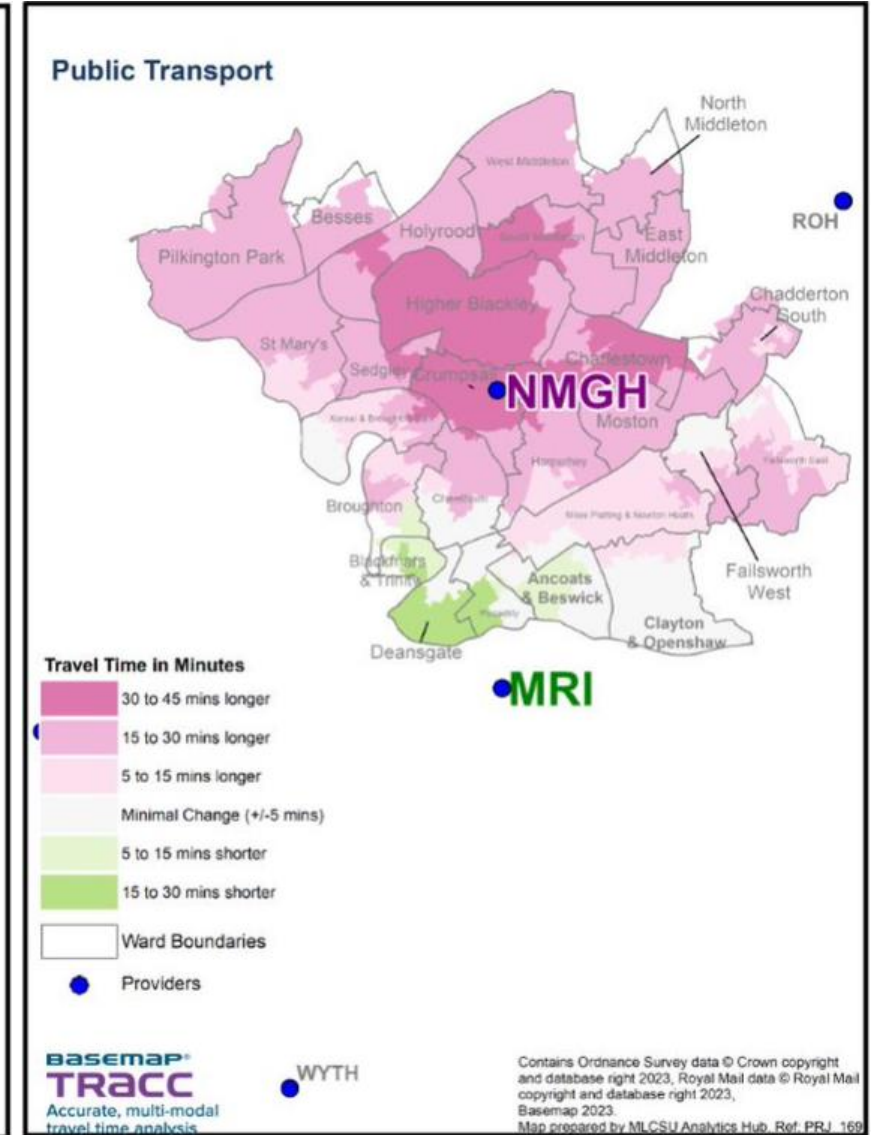 Public Transport
North
Middleton
West Middleton
ROH
Besses
Holyrood
East
Middleton
Pilkington Park
Higher Blackley
Chadderton
South
St Mary's
Charlestown
Sedgley
Crumpsall
NMGH
Moston
Harpurhey
Failsworth East
Broughton
Cheetham
Miles Platting & Newton Heath
Blackfriars
& Trinity
Ancoats
& Beswick
Failsworth
West
Piccadilly
Clayton
& Openshaw
Deansgate
MRI
Travel Time in Minutes
30 to 45 mins longer
15 to 30 mins longer
5 to 15 mins longer
Minimal Change (+/-5 mins)
5 to 15 mins shorter
15 to 30 mins shorter
Ward Boundaries
Providers
WYTH
BASEMAP®
TRACC
Accurate, multi-modal
travel time analysis
Contains Ordnance Survey data © Crown copyright
and database right 2023, Royal Mail data © Royal Mail
copyright and database right 2023,
Basemap 2023.
Map prepared by MLCSU Analytics Hub. Ref: PRJ_169